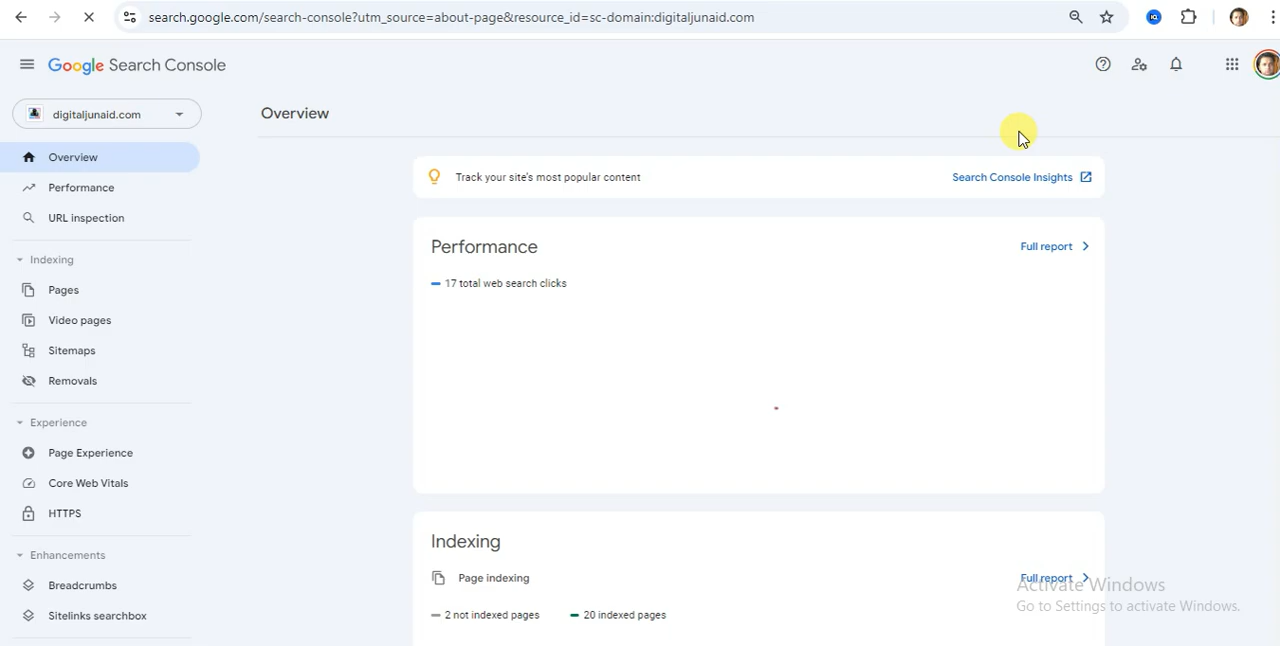 search.google.com/search-console?utm_source=about-page&resource_id=sc-domain:digitaljunaid.com
Google Search Console
digitaljunaid.com
Overview
Overview
Performance
URL inspection
Indexing
Pages
Video pages
Sitemaps
Removals
Experience
Page Experience
Core Web Vitals
HTTPS
Enhancements
Breadcrumbs
Sitelinks searchbox
Track your site's most popular content
Search Console Insights
Performance
Full report
17 total web search clicks
Indexing
Page indexing
Full report
2 not indexed pages
20 indexed pages
Activate Windows
Go to Settings to activate Windows.